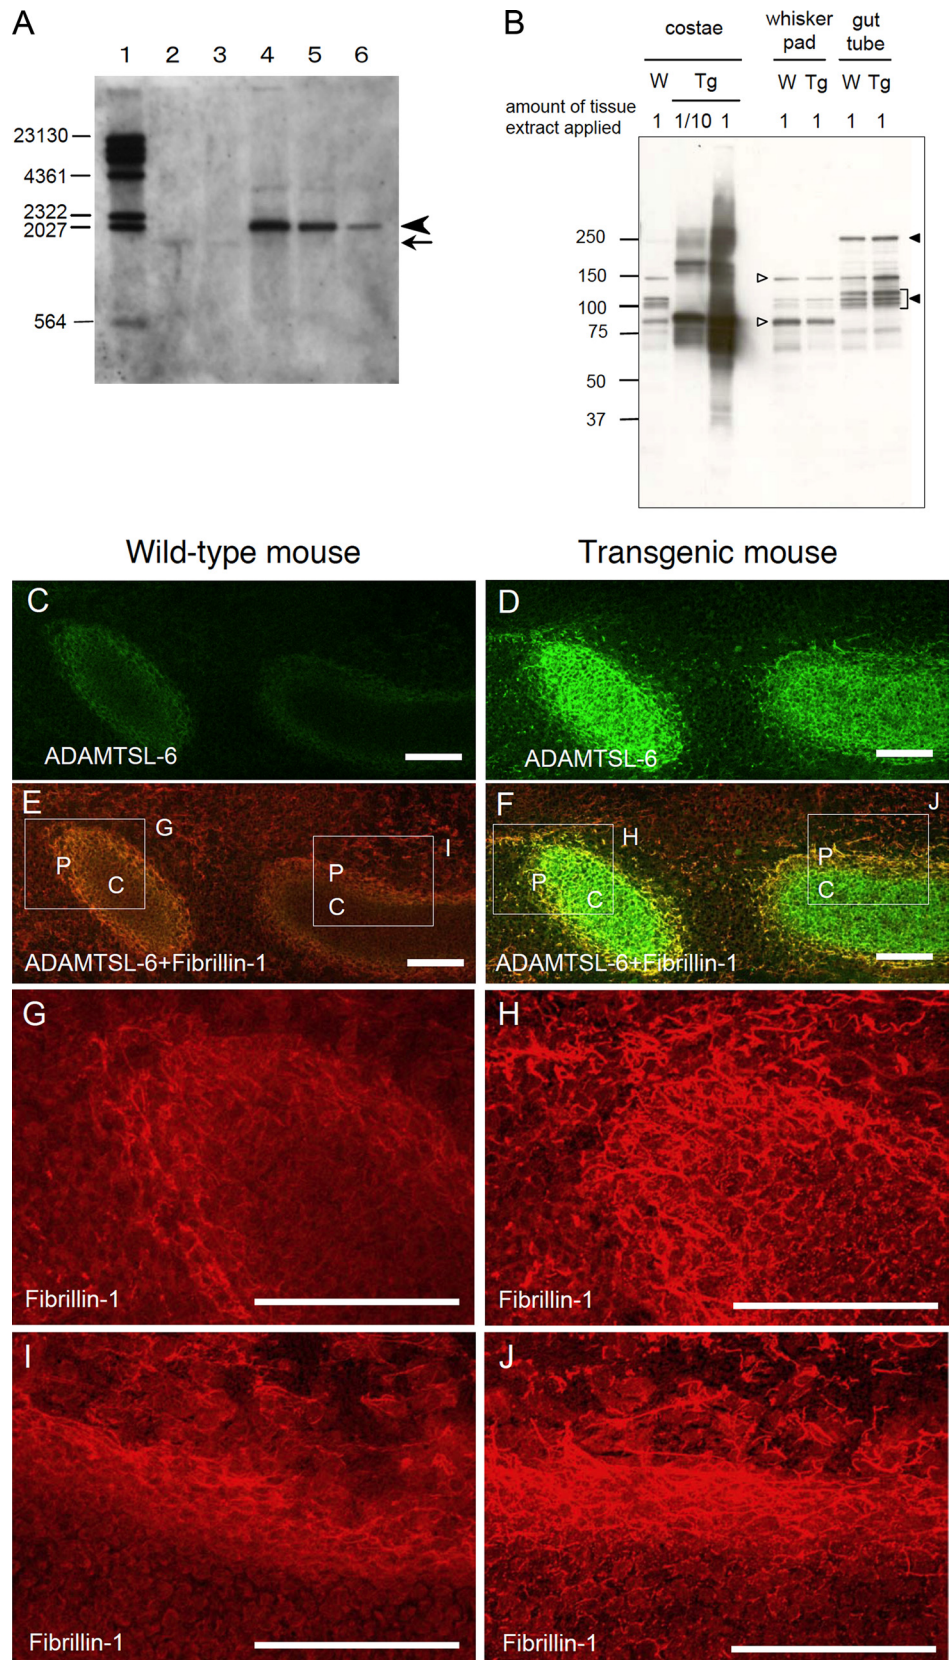 A
1 2 3 4 5 6
23130
4361
2322
2027
564
B
costae
whisker pad
gut tube
W Tg W Tg W Tg
amount of tissue extract applied
1 1/10 1 1 1 1 1
250
150
100
75
50
37
Wild-type mouse
Transgenic mouse
C
ADAMTSL-6
D
ADAMTSL-6
E
G
I
P
C
P
C
ADAMTSL-6+Fibrillin-1
F
H
J
P
C
P
C
ADAMTSL-6+Fibrillin-1
G
Fibrillin-1
H
Fibrillin-1
I
Fibrillin-1
J
Fibrillin-1